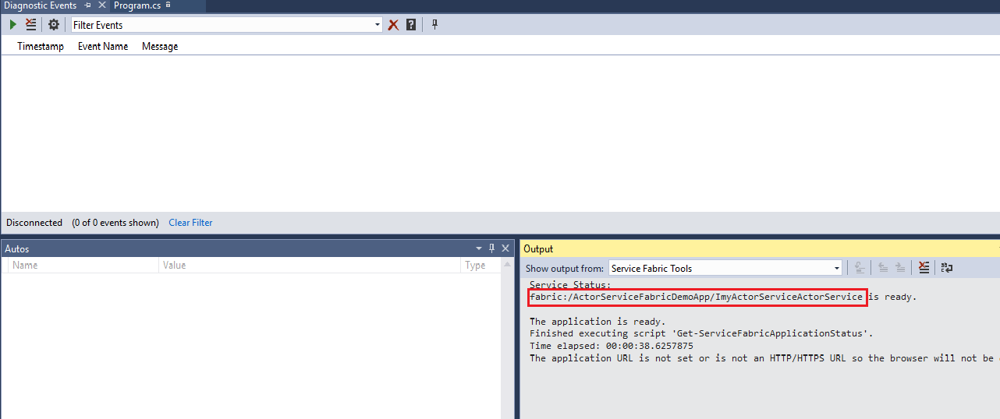 Diagnostic Events
Program.cs
Filter Events
Timestamp Event Name Message
Disconnected (0 of 0 events shown) Clear Filter
Autos
Name Value Type
Output
Show output from: Service Fabric Tools
Service Status:
fabric:/ActorServiceFabricDemoApp/ImyActorServiceActorService is ready.
The application is ready.
Finished executing script 'Get-ServiceFabricApplicationStatus'.
Time elapsed: 00:00:38.6257875
The application URL is not set or is not an HTTP/HTTPS URL so the browser will not be